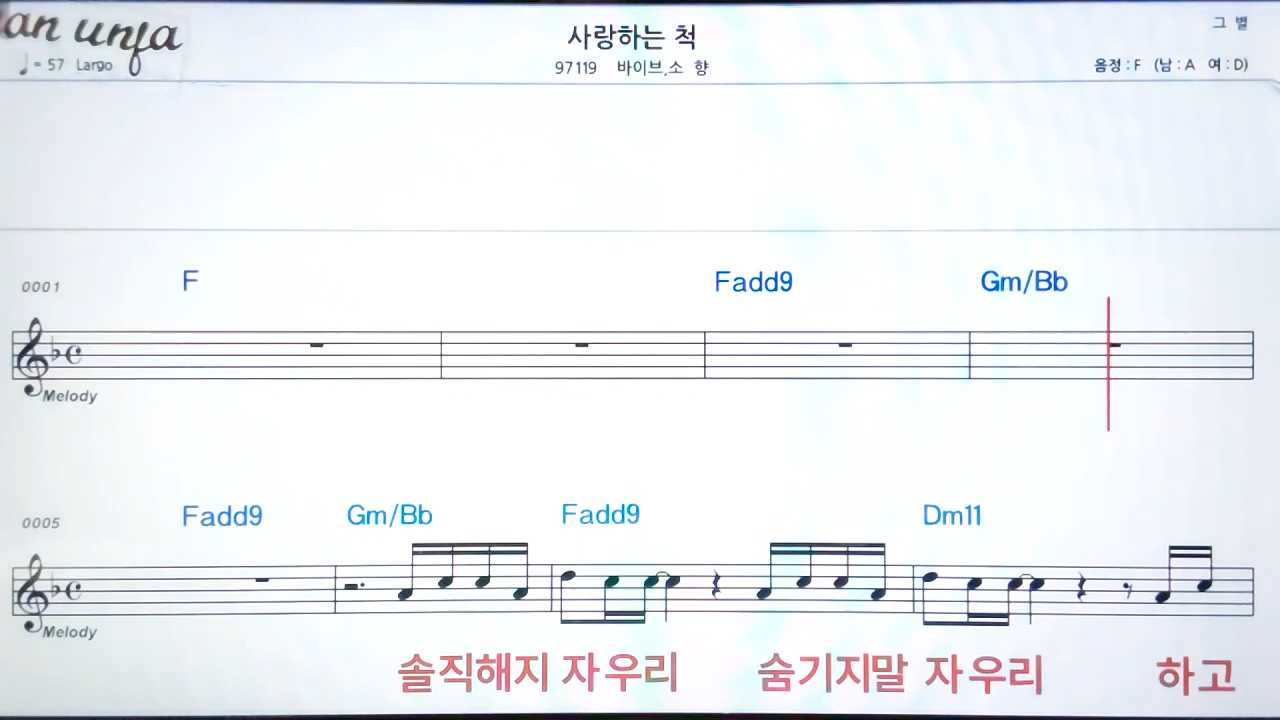 an unfa
그 별
사랑하는 척
♩= 57 Largo
97119 바이브,소 향
음정 : F (남 : A 여 : D)
0001
F Fadd9 Gm/Bb
Melody
0005
Fadd9 Gm/Bb Fadd9 Dm11
Melody
솔직해지 자우리 숨기지말 자우리 하고